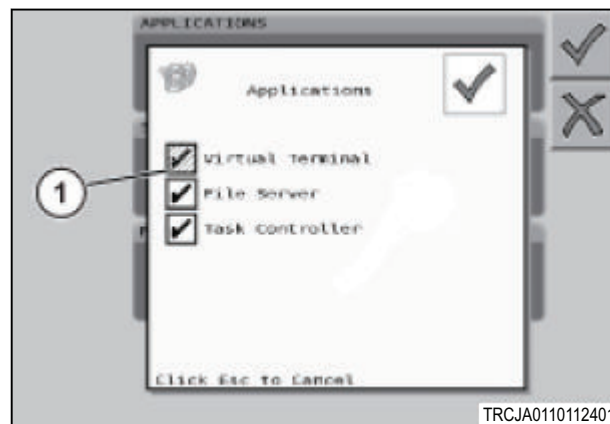 APPLICATIONS
Applications
Virtual Terminal
File Server
Task Controller
1
Click Esc to Cancel
TRCJA0110112401